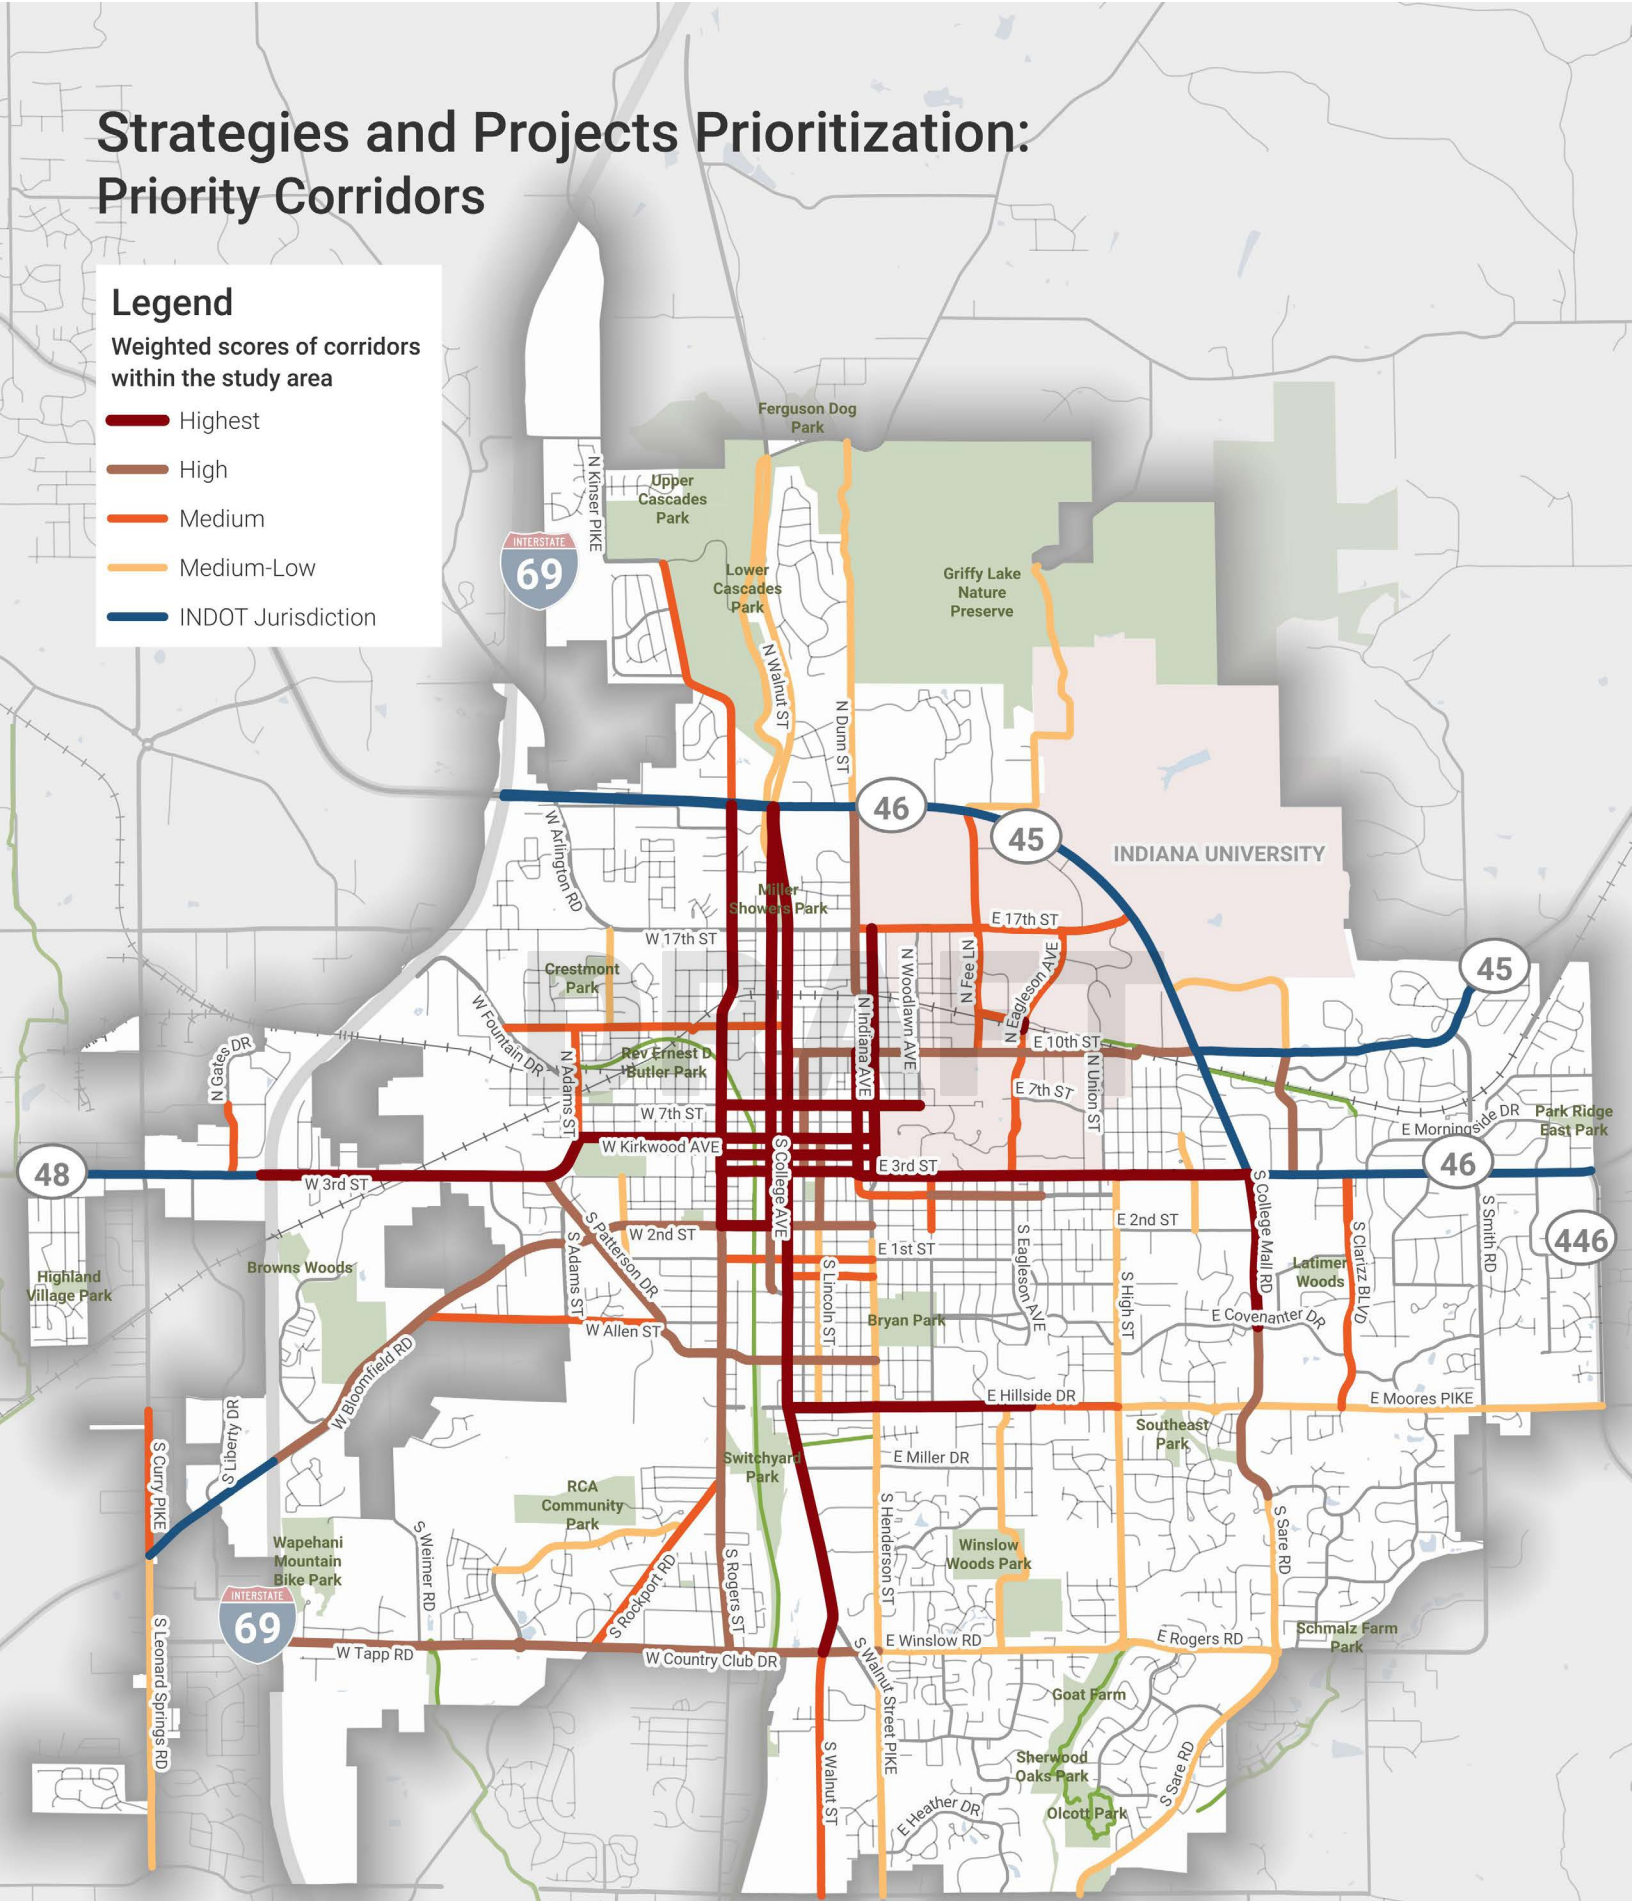 Strategies and Projects Prioritization:
Priority Corridors
Legend
Weighted scores of corridors
within the study area
Highest
High
Medium
Medium-Low
INDOT Jurisdiction
Ferguson Dog
Park
N Kinser PIKE
Upper
Cascades
Park
INTERSTATE
69
Lower
Cascades
Park
Griffy Lake
Nature
Preserve
N Walnut ST
N Dunn ST
46
45
W Arlington RD
INDIANA UNIVERSITY
Miller
Showers Park
E 17th ST
W 17th ST
DRAFT
Crestmont
Park
N Fee LN
N Eagleson AVE
N Woodlawn AVE
45
W Fountain DR
N Indiana AVE
E 10th ST
N Gates DR
N Adams ST
Rev Ernest D
Butler Park
E 7th ST
N Union ST
W 7th ST
E Morningside DR
Park Ridge
East Park
W Kirkwood AVE
S College AVE
48
E 3rd ST
46
W 3rd ST
S College Mall RD
E 2nd ST
W 2nd ST
S Patterson DR
S Adams ST
E 1st ST
S Eagleson AVE
S Clarizz BLVD
S Smith RD
446
Browns Woods
Highland
Village Park
Latimer
Woods
S Lincoln ST
S High ST
Bryan Park
E Covenanter DR
W Allen ST
W Bloomfield RD
E Hillside DR
E Moores PIKE
S Liberty DR
S Curry PIKE
Southeast
Park
E Miller DR
Switchyard
Park
RCA
Community
Park
S Henderson ST
S Sare RD
Wapehani
Mountain
Bike Park
S Weimer RD
Winslow
Woods Park
S Rogers ST
S Rockport RD
INTERSTATE
69
S Leonard Springs RD
E Winslow RD
E Rogers RD
Schmalz Farm
Park
W Tapp RD
W Country Club DR
S Walnut Street PIKE
Goat Farm
Sherwood
Oaks Park
S Walnut ST
S Sare RD
E Heather DR
Olcott Park